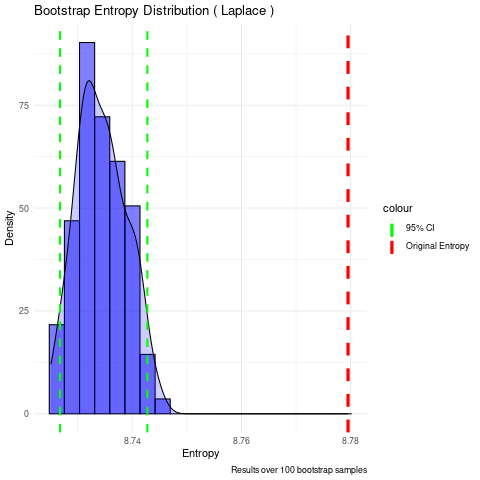 Bootstrap Entropy Distribution ( Laplace )
Density
75
50
25
0
8.74
8.76
8.78
Entropy
colour
95% CI
Original Entropy
Results over 100 bootstrap samples